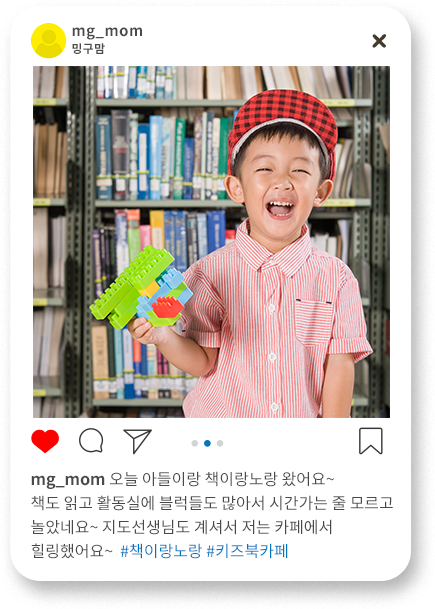 mg_mom
밍구맘
mg_mom 오늘 아들이랑 책이랑노랑 왔어요~
책도 읽고 활동실에 블럭들도 많아서 시간가는 줄 모르고
놀았네요~ 지도선생님도 계셔서 저는 카페에서
힐링했어요~ #책이랑노랑 #키즈북카페